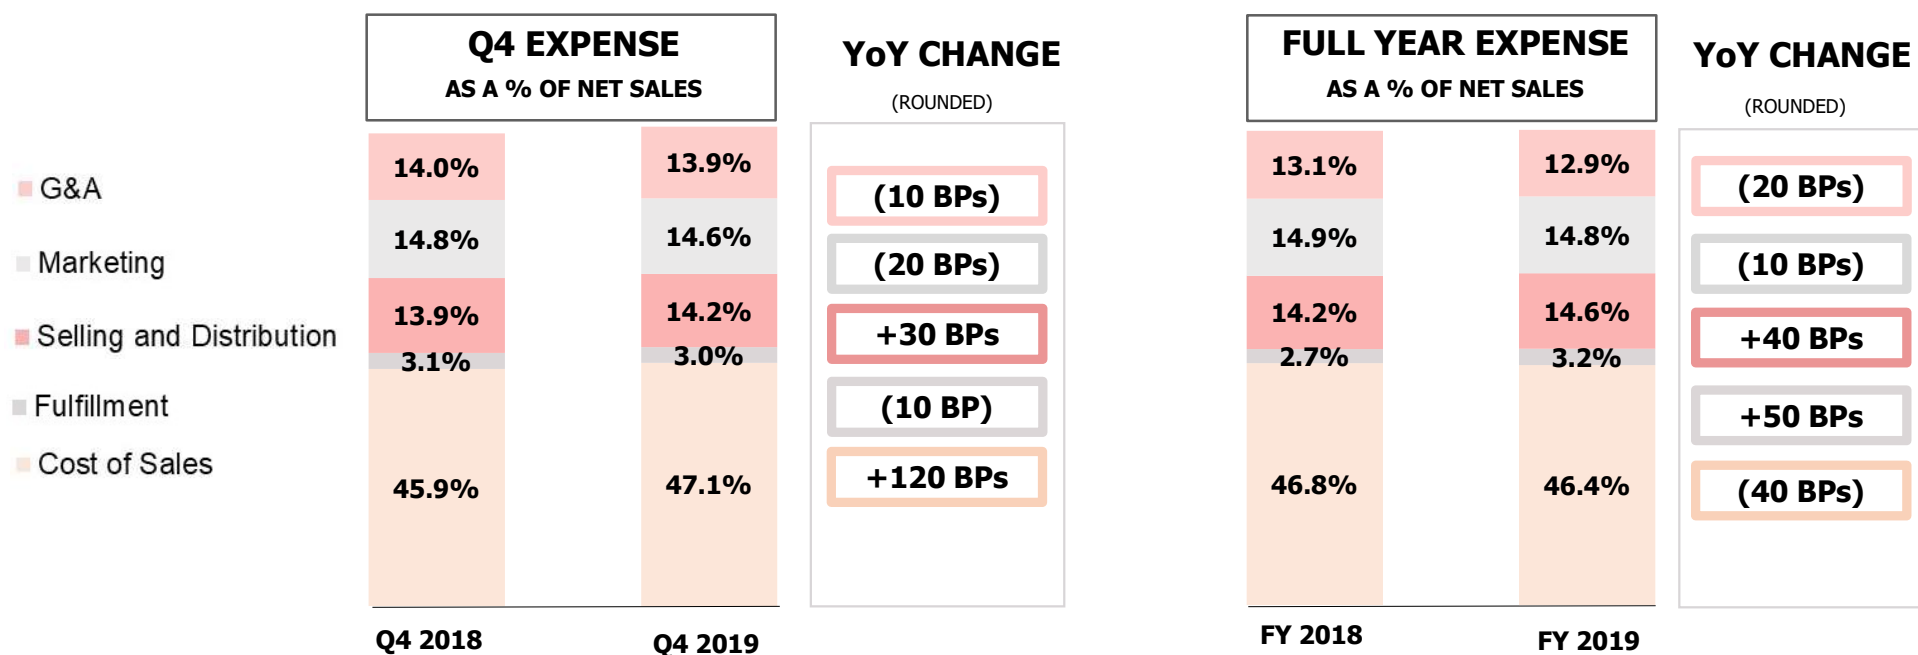 Q4 EXPENSE
AS A % OF NET SALES
YoY CHANGE
(ROUNDED)
FULL YEAR EXPENSE
AS A % OF NET SALES
YoY CHANGE
(ROUNDED)
G&A
14.0%
13.9%
(10 BPs)
13.1%
12.9%
(20 BPs)
Marketing
14.8%
14.6%
(20 BPs)
14.9%
14.8%
(10 BPs)
Selling and Distribution
13.9%
14.2%
+30 BPs
14.2%
14.6%
+40 BPs
Fulfillment
3.1%
3.0%
(10 BP)
2.7%
3.2%
+50 BPs
Cost of Sales
45.9%
47.1%
+120 BPs
46.8%
46.4%
(40 BPs)
Q4 2018
Q4 2019
FY 2018
FY 2019